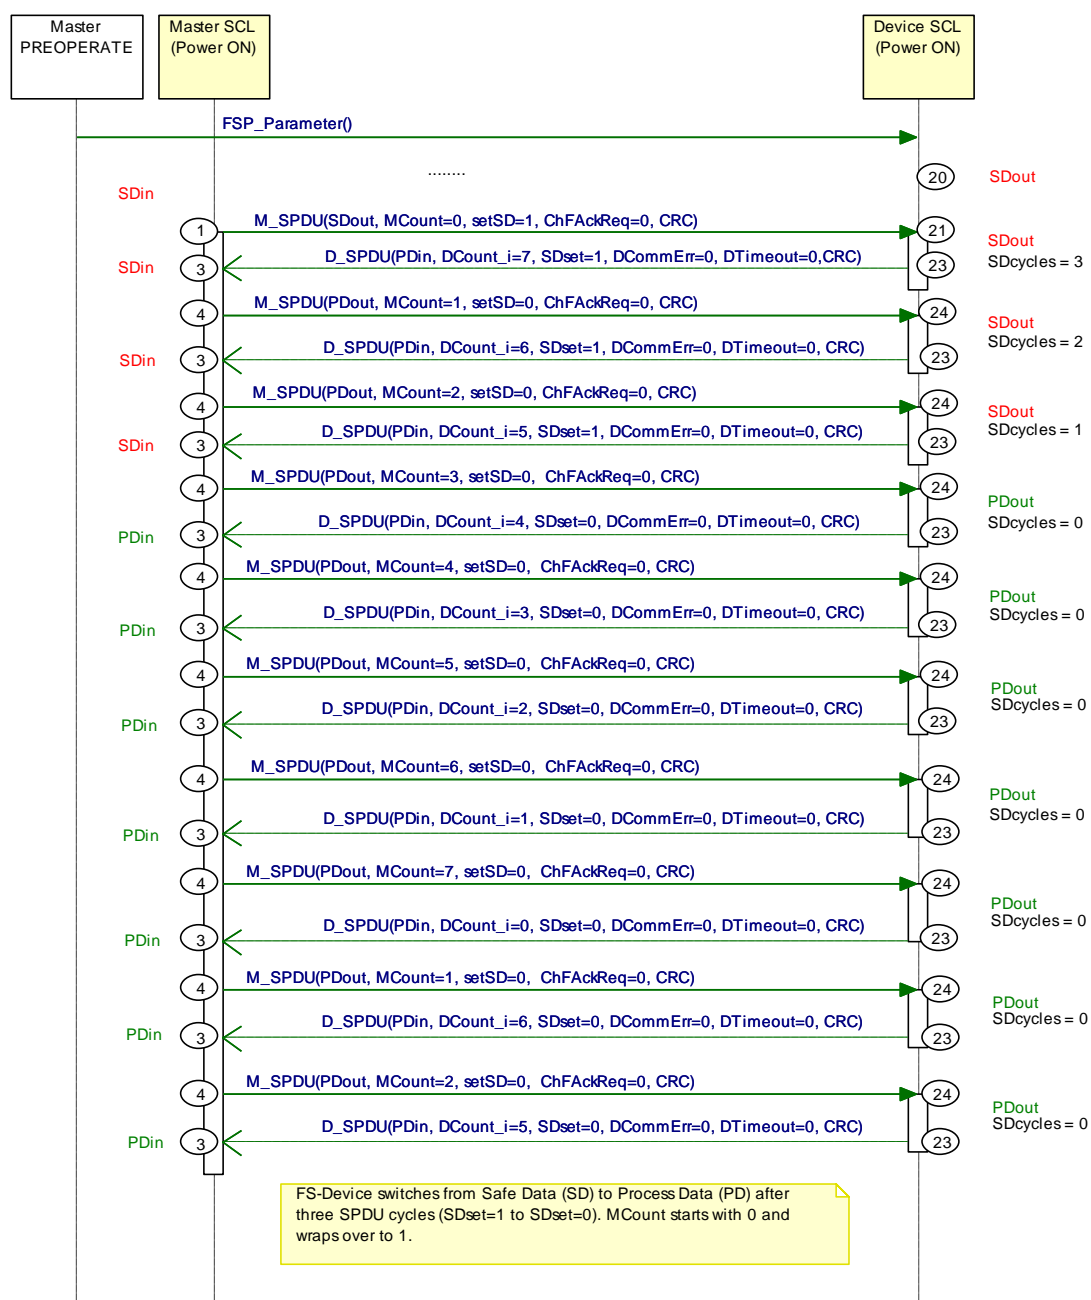 Master
PREOPERATE
Master SCL
(Power ON)
Device SCL
(Power ON)
FSP_Parameter()
........
20
SDout
SDin
1
M_SPDU(SDout, MCount=0, setSD=1, ChFAckReq=0, CRC)
21
SDout
SDin
3
D_SPDU(PDin, DCount_i=7, SDset=1, DCommErr=0, DTimeout=0,CRC)
23
SDcycles = 3
4
M_SPDU(PDout, MCount=1, setSD=0, ChFAckReq=0, CRC)
24
SDout
SDcycles = 2
SDin
3
D_SPDU(PDin, DCount_i=6, SDset=1, DCommErr=0, DTimeout=0, CRC)
23
4
M_SPDU(PDout, MCount=2, setSD=0, ChFAckReq=0, CRC)
24
SDout
SDcycles = 1
SDin
3
D_SPDU(PDin, DCount_i=5, SDset=1, DCommErr=0, DTimeout=0, CRC)
23
4
M_SPDU(PDout, MCount=3, setSD=0, ChFAckReq=0, CRC)
24
PDout
SDcycles = 0
PDin
3
D_SPDU(PDin, DCount_i=4, SDset=0, DCommErr=0, DTimeout=0, CRC)
23
4
M_SPDU(PDout, MCount=4, setSD=0, ChFAckReq=0, CRC)
24
PDout
SDcycles = 0
PDin
3
D_SPDU(PDin, DCount_i=3, SDset=0, DCommErr=0, DTimeout=0, CRC)
23
4
M_SPDU(PDout, MCount=5, setSD=0, ChFAckReq=0, CRC)
24
PDout
SDcycles = 0
PDin
3
D_SPDU(PDin, DCount_i=2, SDset=0, DCommErr=0, DTimeout=0, CRC)
23
4
M_SPDU(PDout, MCount=6, setSD=0, ChFAckReq=0, CRC)
24
PDout
SDcycles = 0
PDin
3
D_SPDU(PDin, DCount_i=1, SDset=0, DCommErr=0, DTimeout=0, CRC)
23
4
M_SPDU(PDout, MCount=7, setSD=0, ChFAckReq=0, CRC)
24
PDout
SDcycles = 0
PDin
3
D_SPDU(PDin, DCount_i=0, SDset=0, DCommErr=0, DTimeout=0, CRC)
23
4
M_SPDU(PDout, MCount=1, setSD=0, ChFAckReq=0, CRC)
24
PDout
SDcycles = 0
PDin
3
D_SPDU(PDin, DCount_i=6, SDset=0, DCommErr=0, DTimeout=0, CRC)
23
4
M_SPDU(PDout, MCount=2, setSD=0, ChFAckReq=0, CRC)
24
PDout
SDcycles = 0
PDin
3
D_SPDU(PDin, DCount_i=5, SDset=0, DCommErr=0, DTimeout=0, CRC)
23
FS-Device switches from Safe Data (SD) to Process Data (PD) after
three SPDU cycles (SDset=1 to SDset=0). MCount starts with 0 and
wraps over to 1.